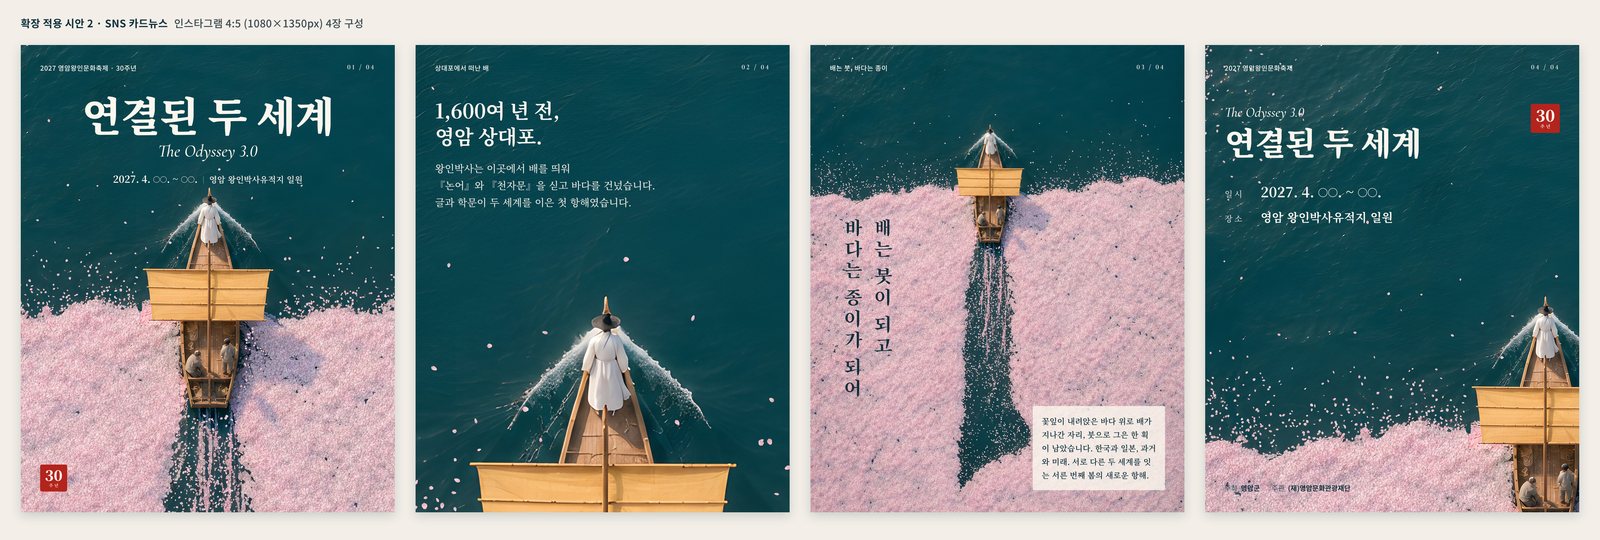 확장 적용 시안 2 · SNS 카드뉴스 인스타그램 4:5 (1080×1350px) 4장 구성
2027 영암왕인문화축제 · 30주년
01 / 04
연결된 두 세계
The Odyssey 3.0
2027. 4. ○○. ~ ○○. | 영암 왕인박사유적지 일원
30
주년
상대포에서 떠난 배
02 / 04
1,600여 년 전,
영암 상대포.
왕인박사는 이곳에서 배를 띄워
『논어』와 『천자문』을 싣고 바다를 건넜습니다.
글과 학문이 두 세계를 이은 첫 항해였습니다.
배는 붓, 바다는 종이
03 / 04
배는 붓이 되고
바다는 종이가 되어
꽃잎이 내려앉은 바다 위로 배가
지나간 자리, 붓으로 그은 한 획
이 남았습니다. 한국과 일본, 과거
와 미래. 서로 다른 두 세계를 잇
는 서른 번째 봄의 새로운 항해.
2027 영암왕인문화축제
04 / 04
The Odyssey 3.0
연결된 두 세계
30
주년
일시 2027. 4. ○○. ~ ○○.
장소 영암 왕인박사유적지 일원
주최 영암군 주관 (재)영암문화관광재단